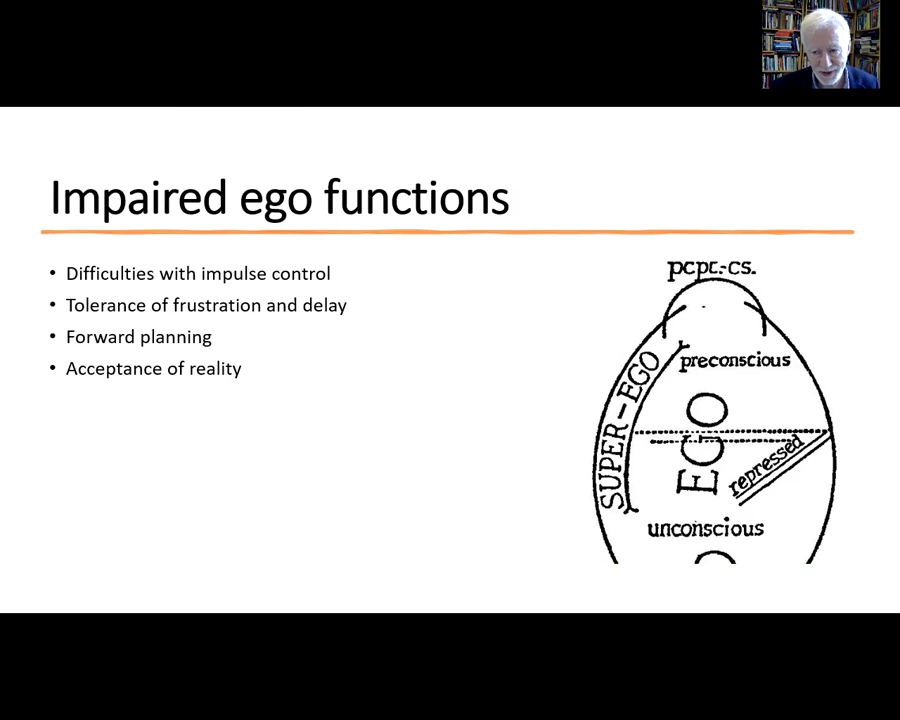 Impaired ego functions
• Difficulties with impulse control
• Tolerance of frustration and delay
• Forward planning
• Acceptance of reality
pcpt.-cs.
preconscious
SUPER-EGO
EGO
repressed
unconscious